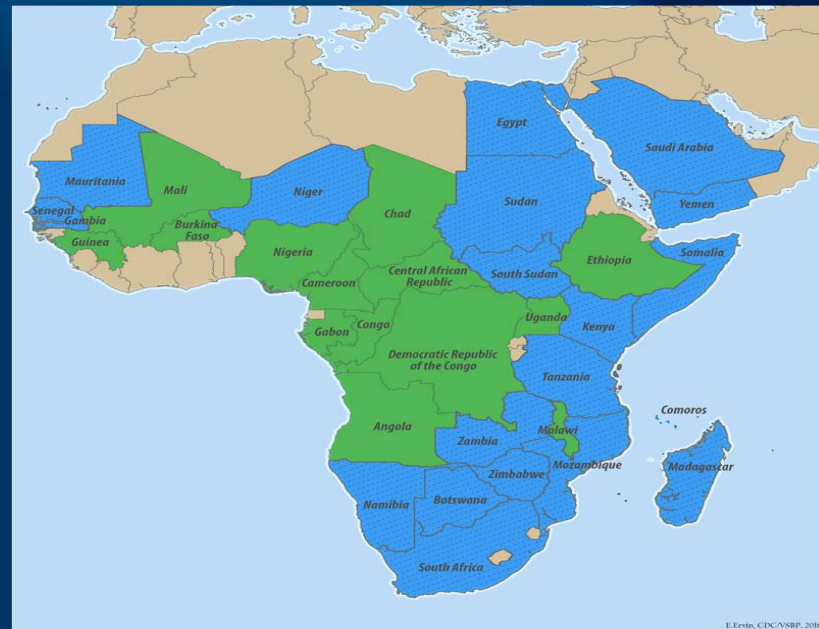 Egypt
Saudi Arabia
Mauritania
Mali
Niger
Chad
Sudan
Yemen
Senegal
Gambia
Guinea
Burkina
Faso
Nigeria
Somalia
Cameroon
Central African
Republic
South Sudan
Ethiopia
Gabon
Congo
Uganda
Kenya
Democratic Republic
of the Congo
Tanzania
Angola
Comoros
Malawi
Zambia
Mozambique
Madagascar
Zimbabwe
Namibia
Botswana
South Africa
E.Ervin, CDC/VSBP, 2016